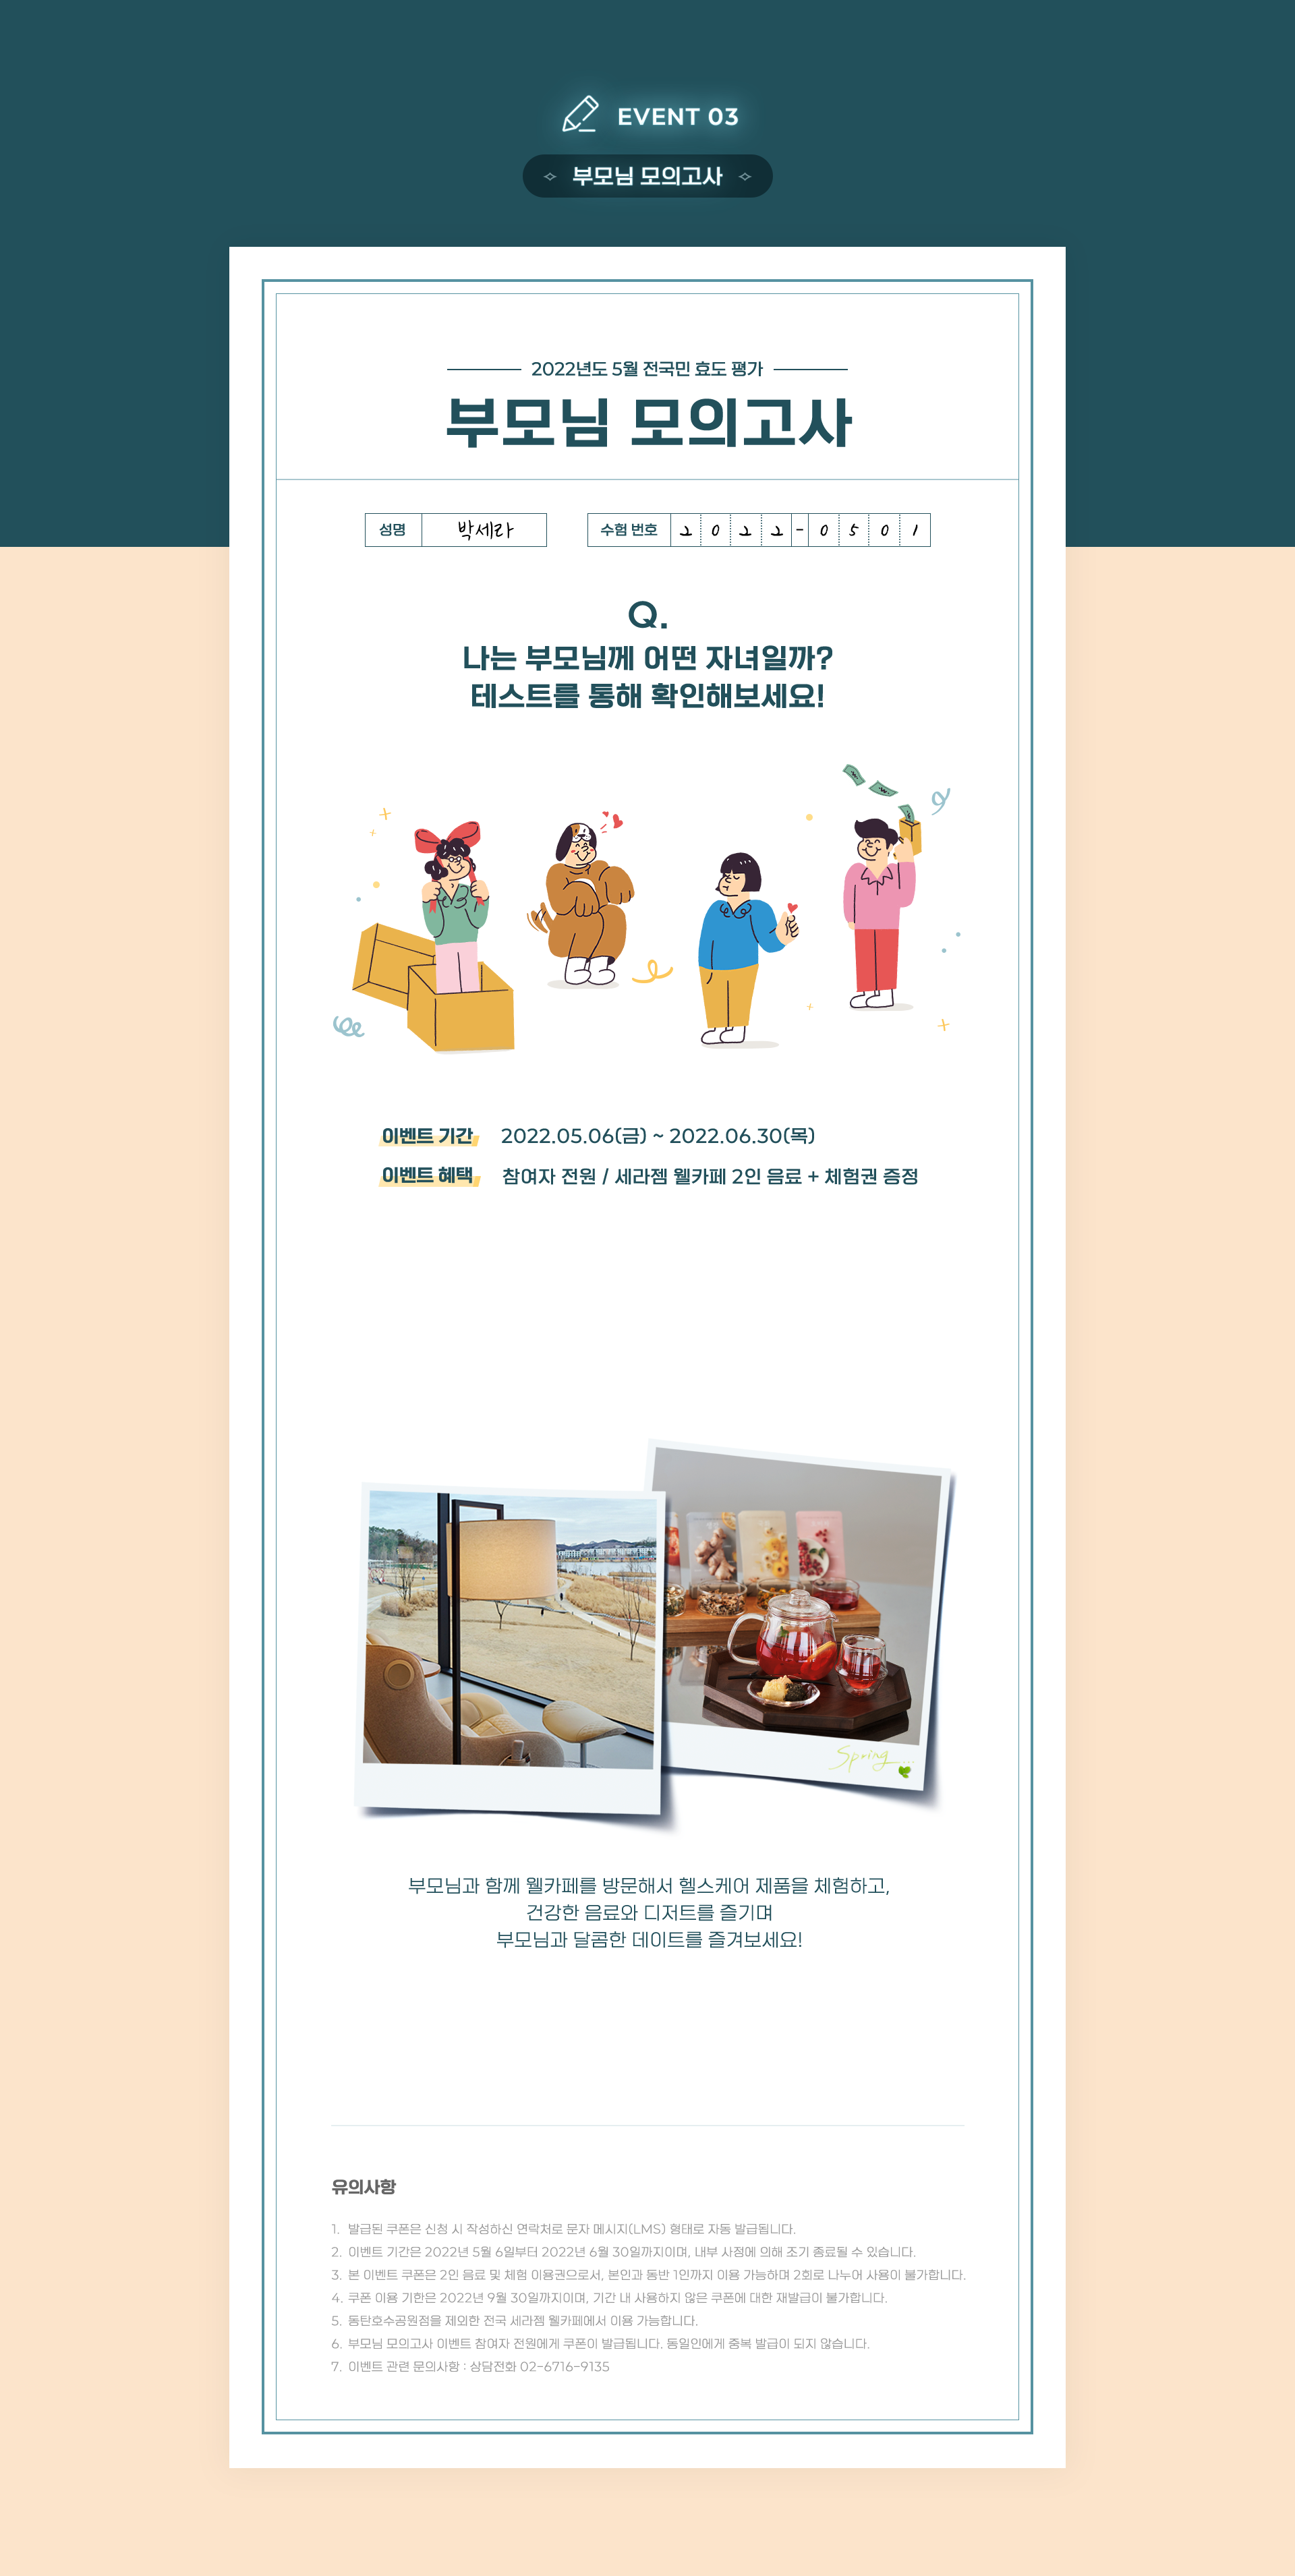 EVENT 03
부모님 모의고사
2022년도 5월 전국민 효도 평가
부모님 모의고사
성명 박세라 수험 번호 2022-0501
Q.
나는 부모님께 어떤 자녀일까?
테스트를 통해 확인해보세요!
이벤트 기간 2022.05.06(금) ~ 2022.06.30(목)
이벤트 혜택 참여자 전원 / 세라젬 웰카페 2인 음료 + 체험권 증정
Spring....
부모님과 함께 웰카페를 방문해서 헬스케어 제품을 체험하고,
건강한 음료와 디저트를 즐기며
부모님과 달콤한 데이트를 즐겨보세요!
유의사항
1. 발급된 쿠폰은 신청 시 작성하신 연락처로 문자 메시지(LMS) 형태로 자동 발급됩니다.
2. 이벤트 기간은 2022년 5월 6일부터 2022년 6월 30일까지이며, 내부 사정에 의해 조기 종료될 수 있습니다.
3. 본 이벤트 쿠폰은 2인 음료 및 체험 이용권으로서, 본인과 동반 1인까지 이용 가능하며 2회로 나누어 사용이 불가합니다.
4. 쿠폰 이용 기한은 2022년 9월 30일까지이며, 기간 내 사용하지 않은 쿠폰에 대한 재발급이 불가합니다.
5. 동탄호수공원점을 제외한 전국 세라젬 웰카페에서 이용 가능합니다.
6. 부모님 모의고사 이벤트 참여자 전원에게 쿠폰이 발급됩니다. 동일인에게 중복 발급이 되지 않습니다.
7. 이벤트 관련 문의사항 : 상담전화 02-6716-9135